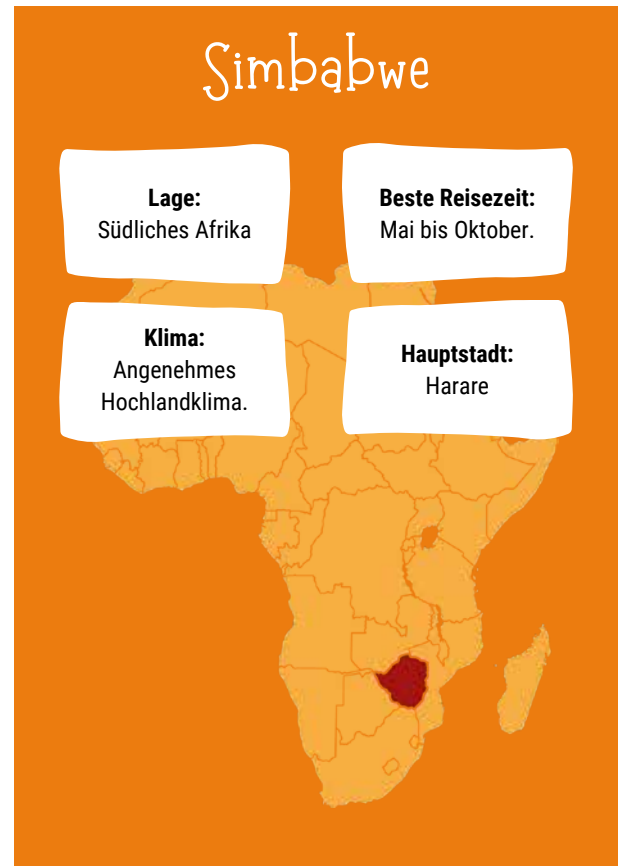 Simbabwe
Lage:
Südliches Afrika
Beste Reisezeit:
Mai bis Oktober.
Klima:
Angenehmes
Hochlandklima.
Hauptstadt:
Harare